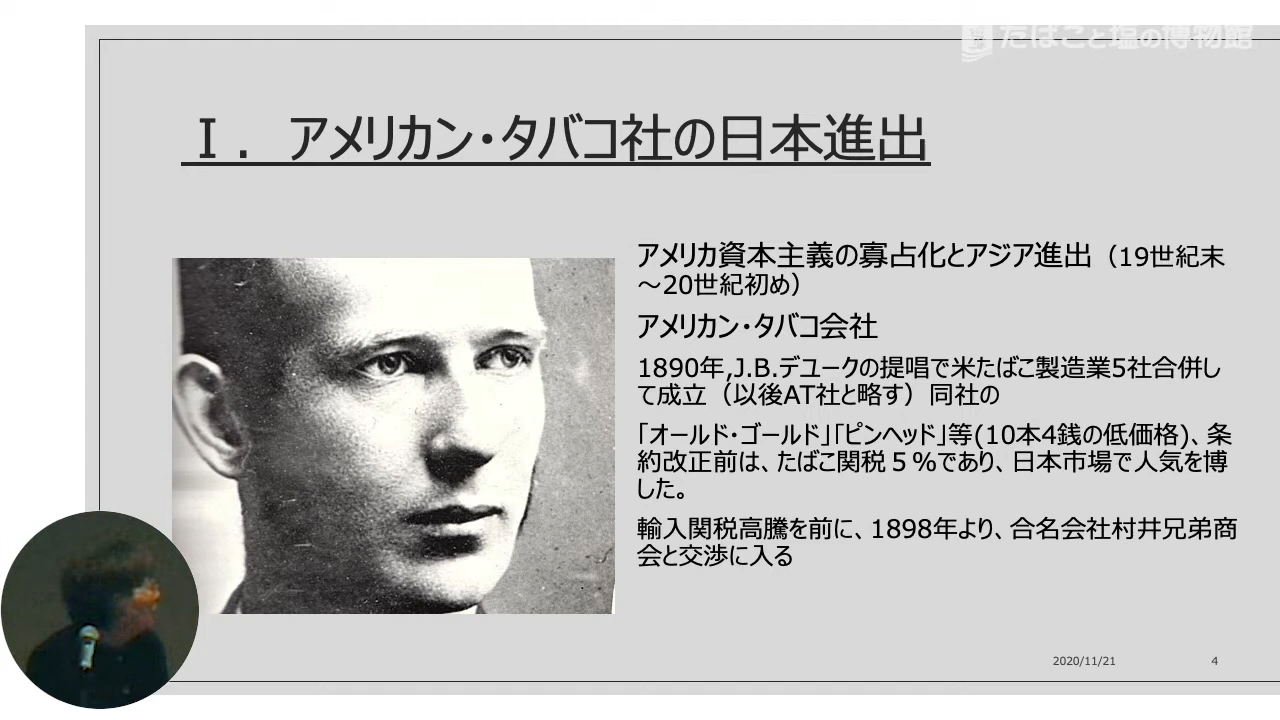 たばこと塩の博物館
Ⅰ．アメリカン・タバコ社の日本進出
アメリカ資本主義の寡占化とアジア進出（19世紀末
～20世紀初め）
アメリカン・タバコ会社
1890年,J.B.デユークの提唱で米たばこ製造業5社合併し
て成立（以後AT社と略す）同社の
「オールド・ゴールド」「ピンヘッド」等(10本4銭の低価格)、条
約改正前は、たばこ関税５％であり、日本市場で人気を博
した。
輸入関税高騰を前に、1898年より、合名会社村井兄弟商
会と交渉に入る
2020/11/21
4